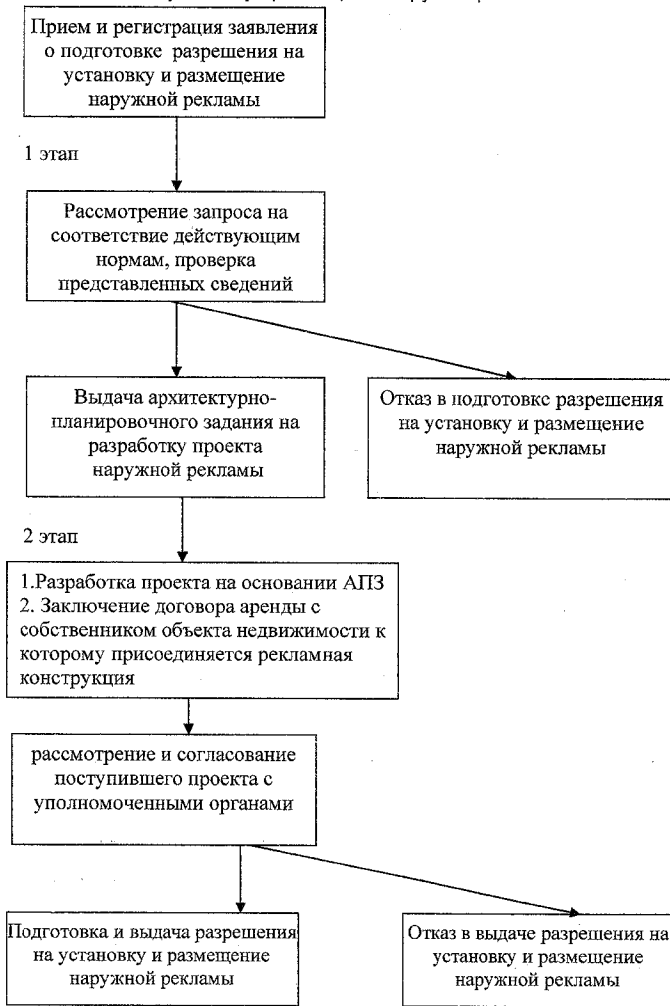 Прием и регистрация заявления
о подготовке разрешения на
установку и размещение
наружной рекламы
1 этап
Рассмотрение запроса на
соответствие действующим
нормам, проверка
представленных сведений
Выдача архитектурно-
планировочного задания на
разработку проекта
наружной рекламы
Отказ в подготовке разрешения
на установку и размещение
наружной рекламы
2 этап
1.Разработка проекта на основании АПЗ
2. Заключение договора аренды с
собственником объекта недвижимости к
которому присоединяется рекламная
конструкция
рассмотрение и согласование
поступившего проекта с
уполномоченными органами
Подготовка и выдача разрешения
на установку и размещение
наружной рекламы
Отказ в выдаче разрешения на
установку и размещение
наружной рекламы